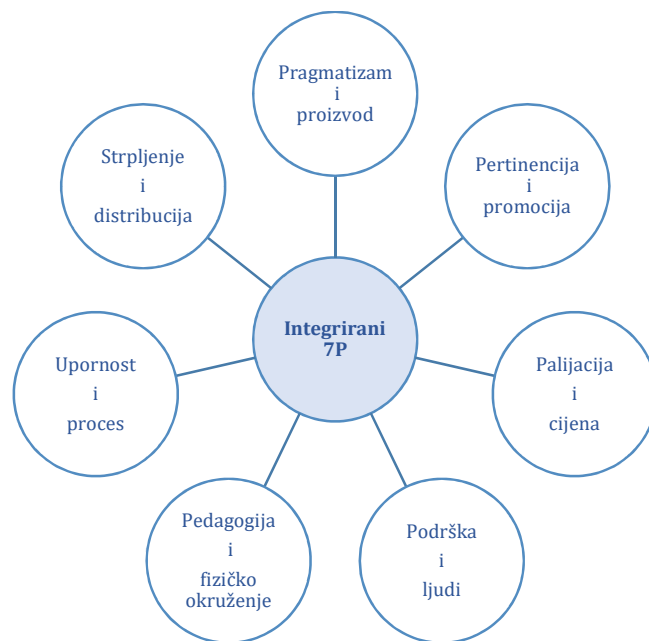 Pragmatizam
i
proizvod
Pertinencija
i
promocija
Palijacija
i
cijena
Podrška
i
ljudi
Pedagogija
i
fizičko
okruženje
Upornost
i
proces
Strpljenje
i
distribucija
Integrirani
7P